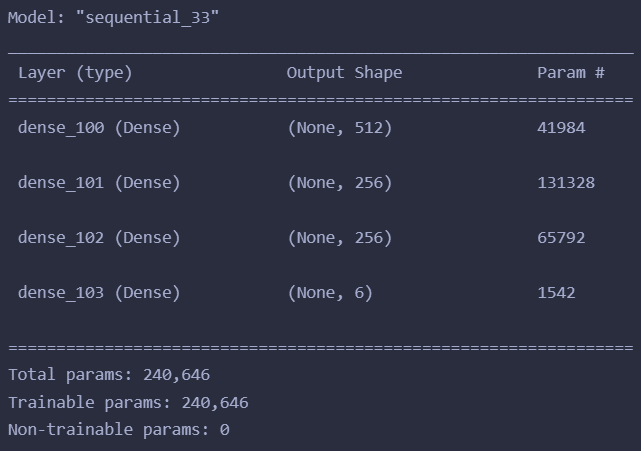 Model: "sequential_33"
_________________________________________________________________
Layer (type) Output Shape Param #
=================================================================
dense_100 (Dense) (None, 512) 41984
dense_101 (Dense) (None, 256) 131328
dense_102 (Dense) (None, 256) 65792
dense_103 (Dense) (None, 6) 1542
=================================================================
Total params: 240,646
Trainable params: 240,646
Non-trainable params: 0